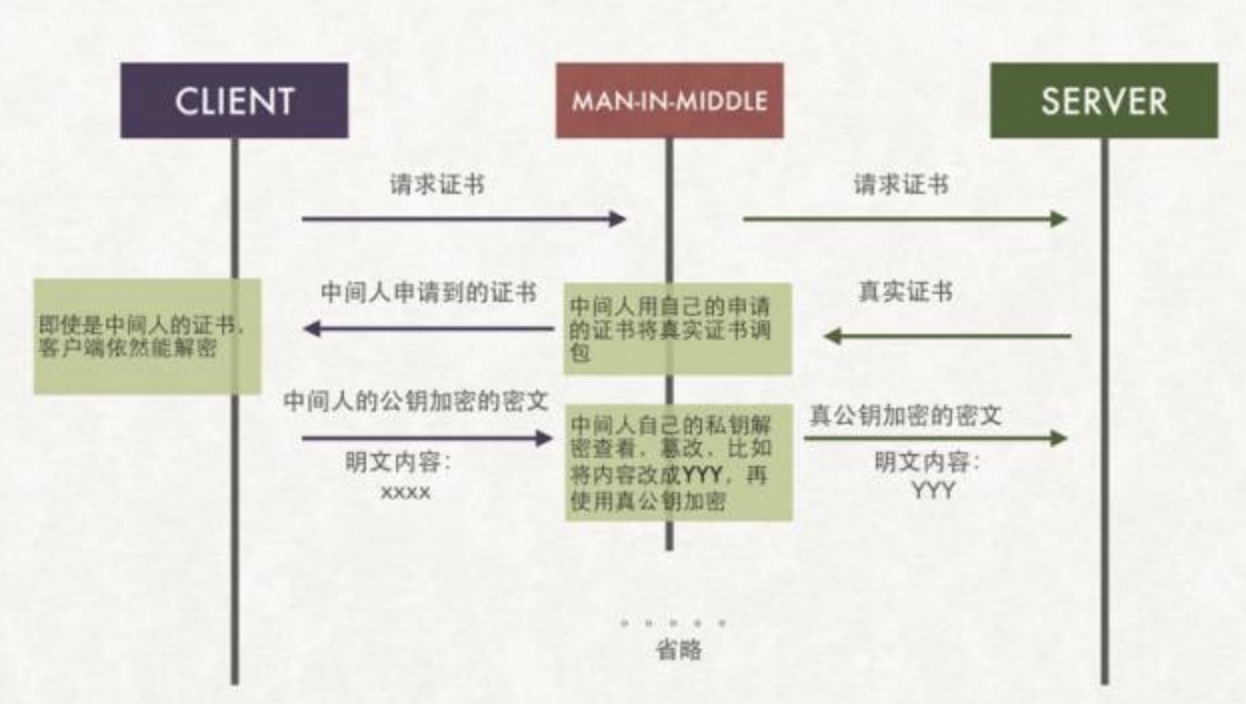 CLIENT
MAN-IN-MIDDLE
SERVER
请求证书
请求证书
中间人申请到的证书
真实证书
即使是中间人的证书,
客户端依然能解密
中间人用自己的申请
的证书将真实证书调
包
中间人的公钥加密的密文
明文内容:
xxxx
中间人自己的私钥解
密查看,篡改,比如
将内容改成YYY,再
使用真公钥加密
真公钥加密的密文
明文内容:
YYY
.....
省略